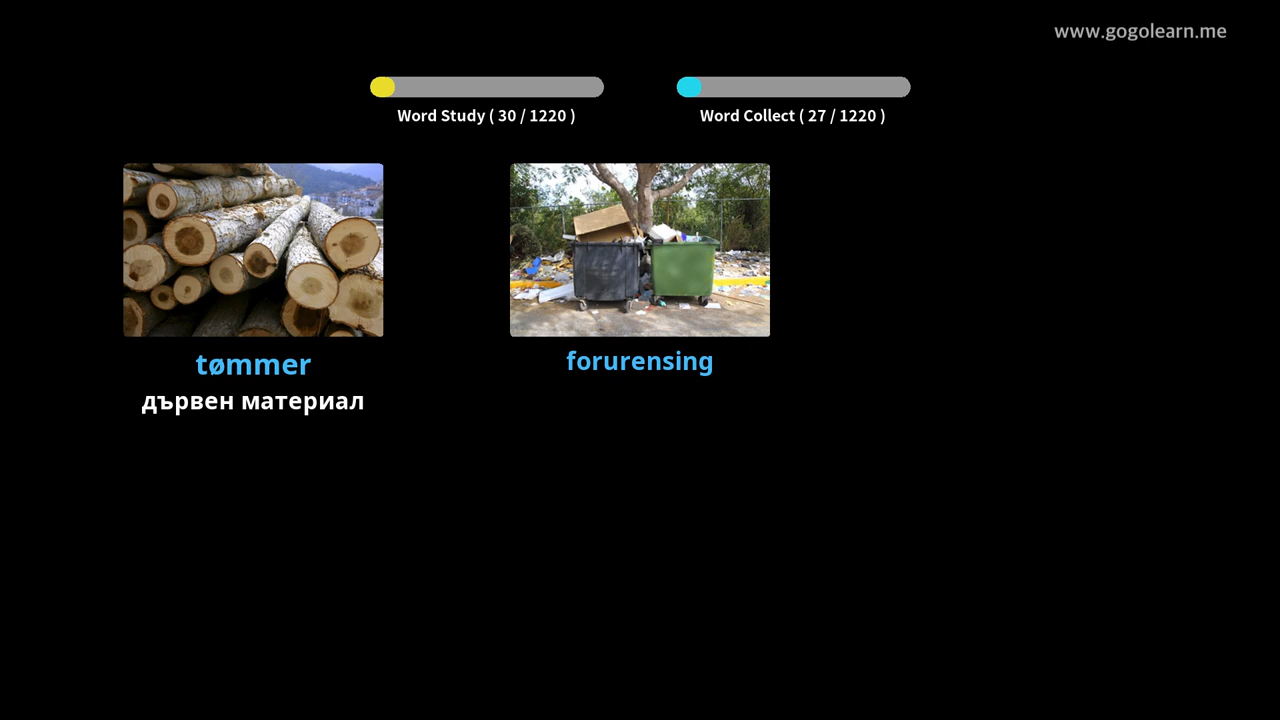 www.gogolearn.me
Word Study ( 30 / 1220 )
Word Collect ( 27 / 1220 )
tømmer
forurensing
дървен материал